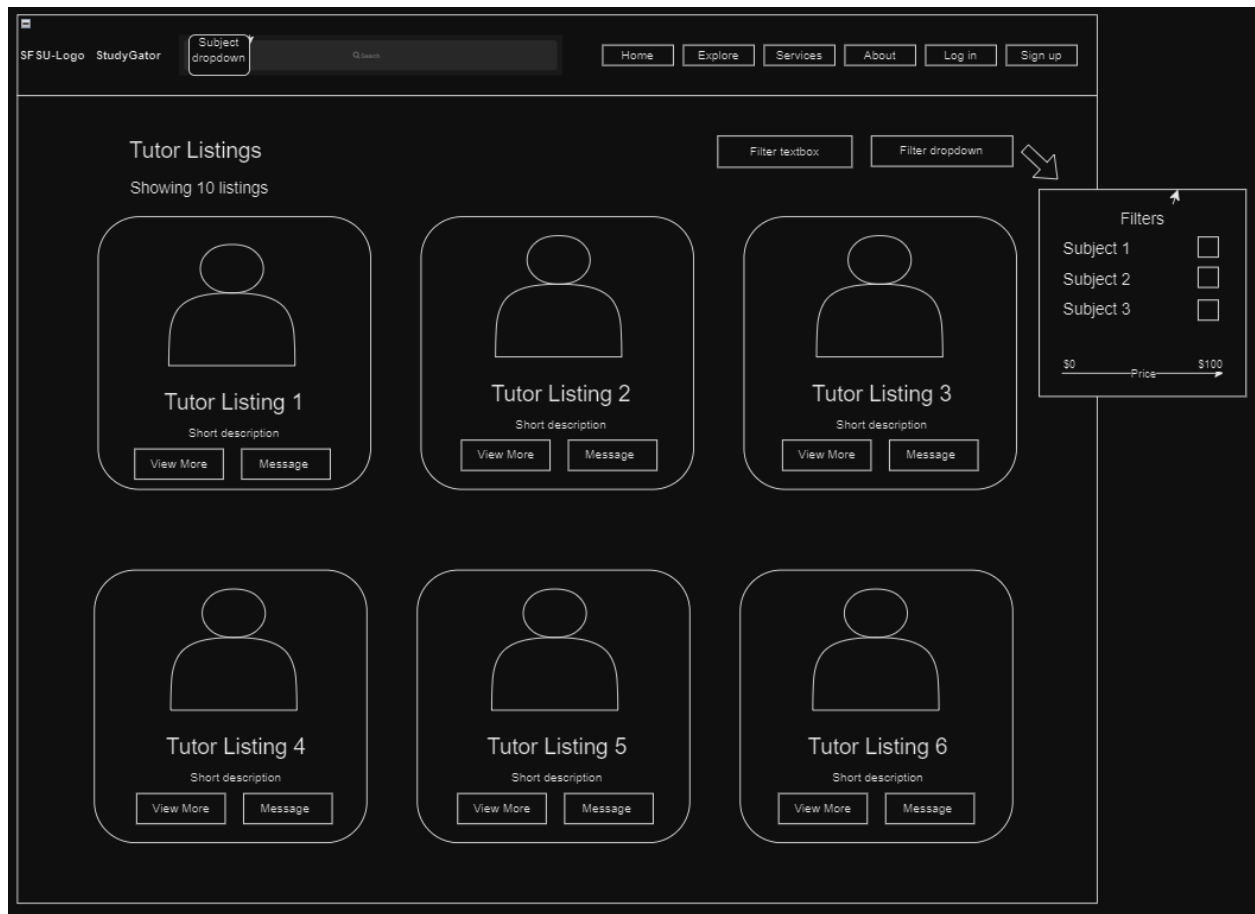 SFSU-Logo StudyGator
Subject
dropdown
Search
Home
Explore
Services
About
Log in
Sign up
Tutor Listings
Filter textbox
Filter dropdown
Showing 10 listings
Filters
Subject 1
Subject 2
Subject 3
$0
$100
Price
Tutor Listing 1
Short description
View More
Message
Tutor Listing 2
Short description
View More
Message
Tutor Listing 3
Short description
View More
Message
Tutor Listing 4
Short description
View More
Message
Tutor Listing 5
Short description
View More
Message
Tutor Listing 6
Short description
View More
Message